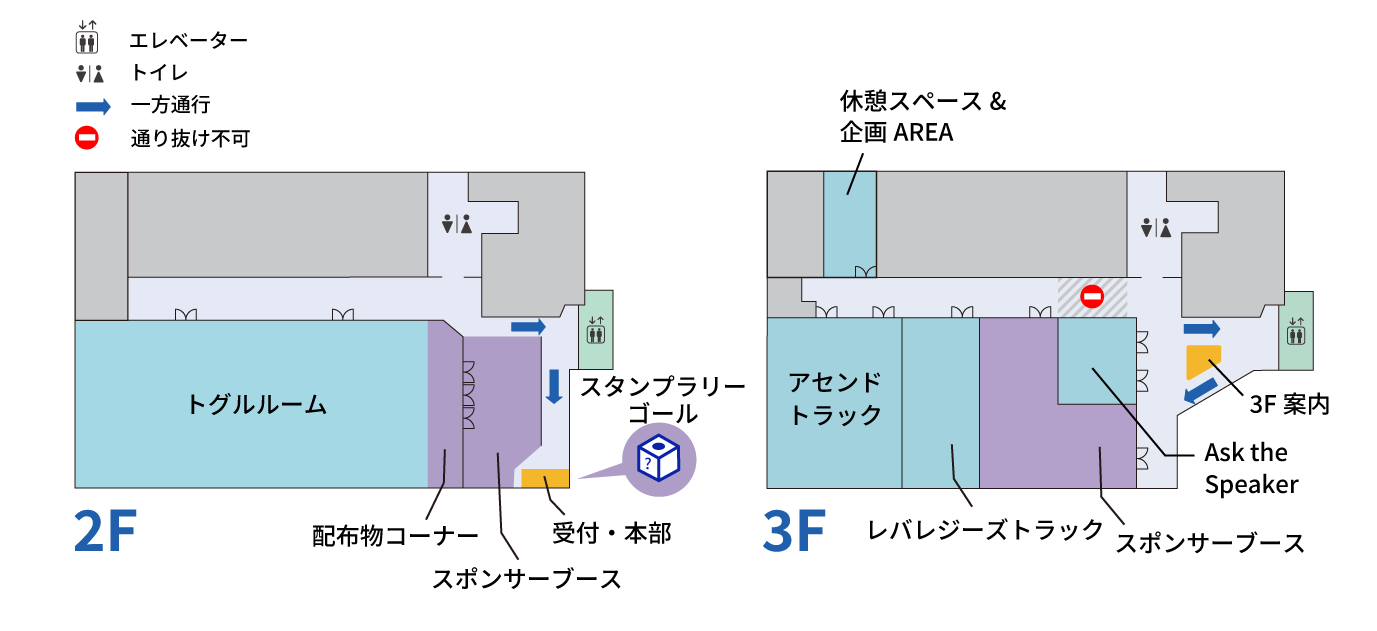 エレベーター
トイレ
一方通行
通り抜け不可
トグルルーム
スタンプラリー
ゴール
?
配布物コーナー
受付・本部
スポンサーブース
2F
休憩スペース &
企画 AREA
アセンド
トラック
3F 案内
Ask the
Speaker
レバレジーズトラック
スポンサーブース
3F